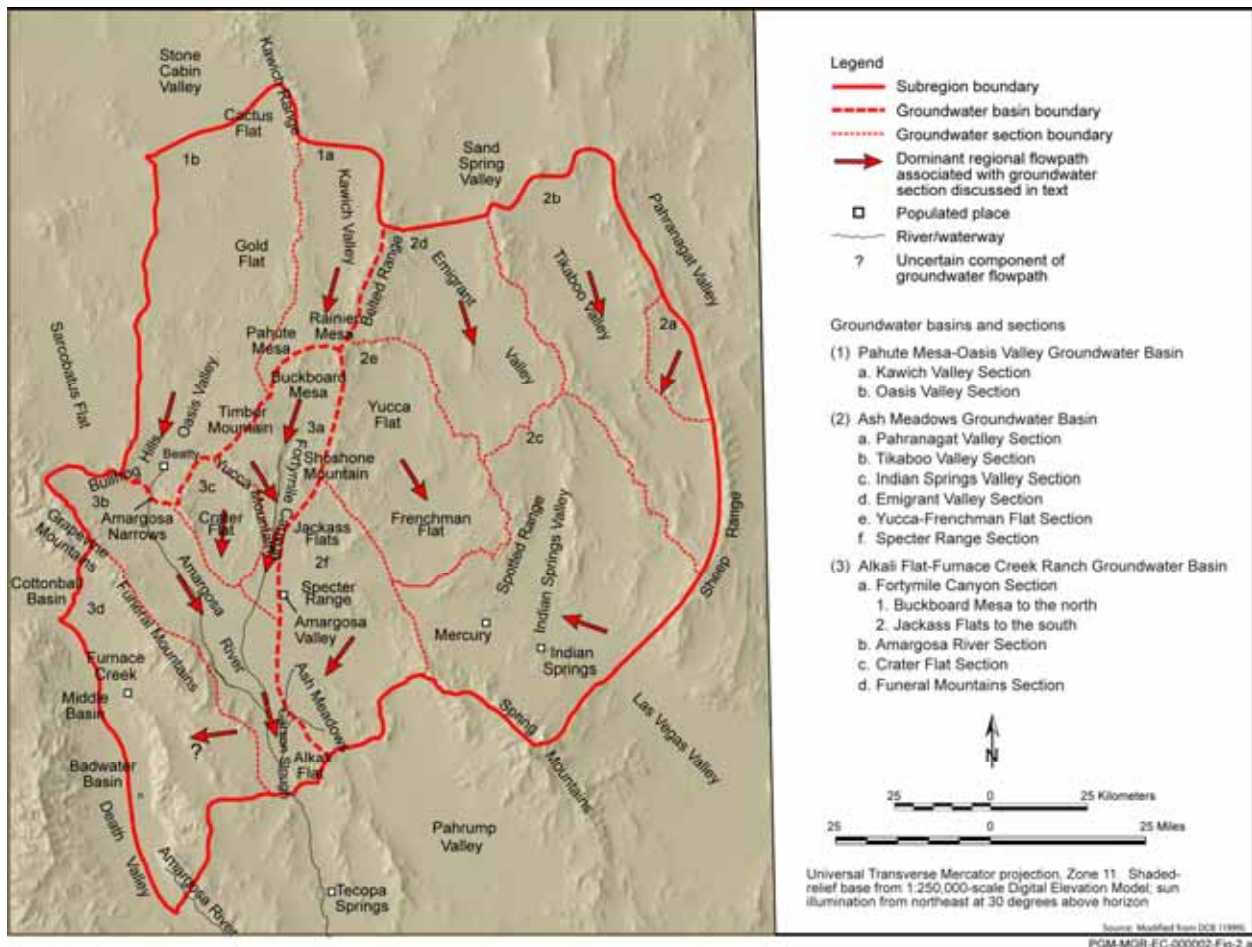 Stone
Cabin
Valley
Kawich Range
Cactus
Flat
1b
1a
Sand
Spring
Valley
2b
Kawich Valley
2d
Pahranagat Valley
Gold
Flat
Belted Range
Emigrant
Valley
Tikaboo Valley
2a
Rainier
Mesa
Pahute
Mesa
2e
Sarcobatus Flat
Oasis Valley
Buckboard
Mesa
Timber
Mountain
3a
Yucca
Flat
2c
Bullfrog
Hills
Beatty
Shoshone
Mountain
Fortymile Canyon
Yucca Mountain
3b
3c
Amargosa
Narrows
Crater
Flat
Jackass
Flats
Frenchman
Flat
Spotted Range
Indian Springs Valley
Sheep
Range
Grapevine
Mountains
2f
Cottonball
Basin
3d
Funeral Mountains
Amargosa
River
Specter
Range
Amargosa
Valley
Mercury
Indian
Springs
Furnace
Creek
Middle
Basin
Ash Meadows
Spring
Mountains
Las Vegas Valley
?
Carson Slough
Alkali
Flat
Badwater
Basin
Death
Valley
Amargosa River
Pahrump
Valley
Tecopa
Springs
Legend
Subregion boundary
Groundwater basin boundary
Groundwater section boundary
Dominant regional flowpath
associated with groundwater
section discussed in text
Populated place
River/waterway
? Uncertain component of
groundwater flowpath
Groundwater basins and sections
(1) Pahute Mesa-Oasis Valley Groundwater Basin
a. Kawich Valley Section
b. Oasis Valley Section
(2) Ash Meadows Groundwater Basin
a. Pahranagat Valley Section
b. Tikaboo Valley Section
c. Indian Springs Valley Section
d. Emigrant Valley Section
e. Yucca-Frenchman Flat Section
f. Specter Range Section
(3) Alkali Flat-Furnace Creek Ranch Groundwater Basin
a. Fortymile Canyon Section
1. Buckboard Mesa to the north
2. Jackass Flats to the south
b. Amargosa River Section
c. Crater Flat Section
d. Funeral Mountains Section
N
25 0 25 Kilometers
25 0 25 Miles
Universal Transverse Mercator projection, Zone 11. Shaded-
relief base from 1:250,000-scale Digital Elevation Model; sun
illumination from northeast at 30 degrees above horizon
Source: Modified from DOE (1999).
PGM-MGR-EC-000002-Fig-2.ai